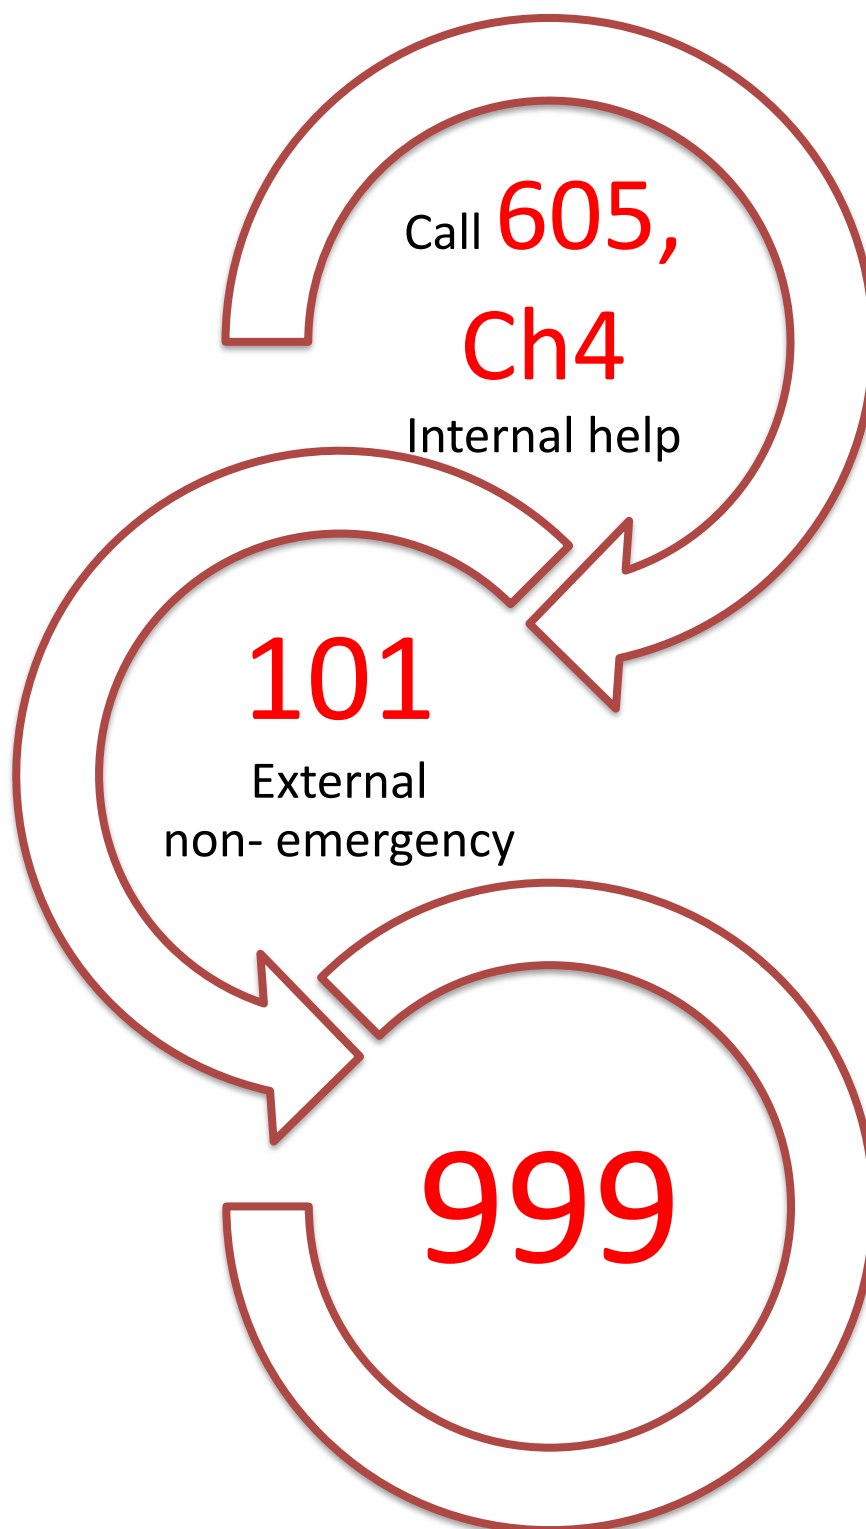 Call 605,
Ch4
Internal help
101
External
non- emergency
999